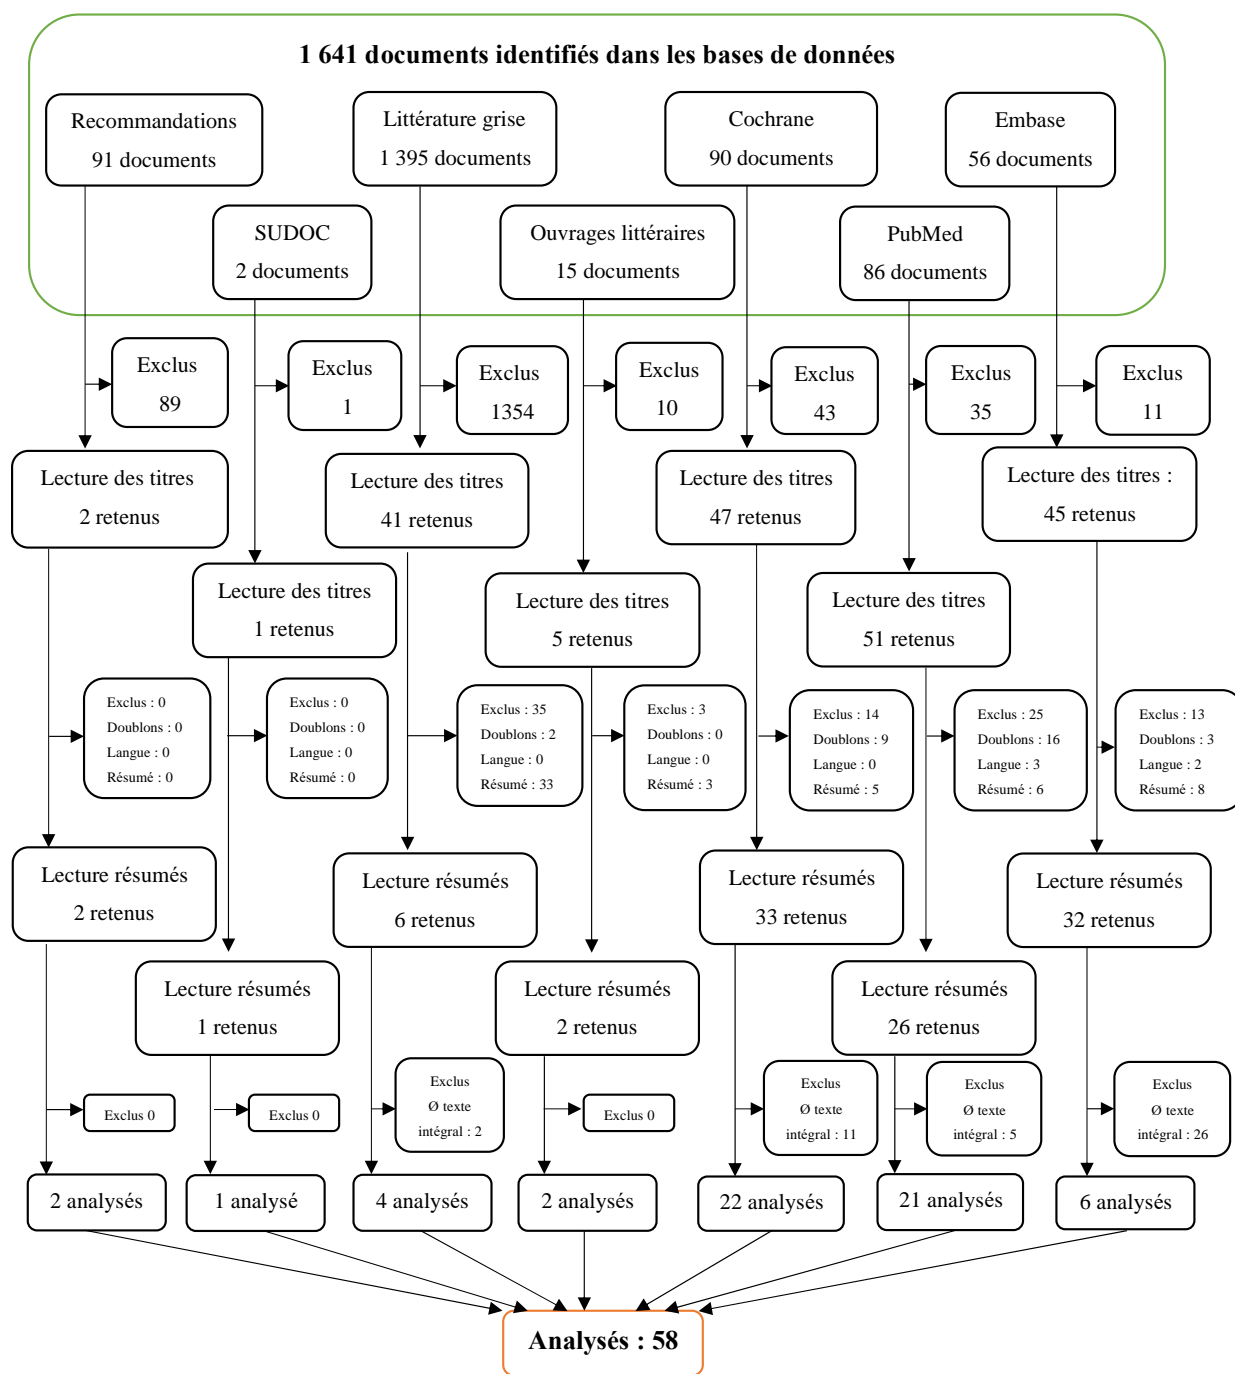 1 641 documents identifiés dans les bases de données
Recommandations
91 documents
Littérature grise
1 395 documents
Cochrane
90 documents
Embase
56 documents
SUDOC
2 documents
Ouvrages littéraires
15 documents
PubMed
86 documents
Exclus
89
Exclus
1
Exclus
1354
Exclus
10
Exclus
43
Exclus
35
Exclus
11
Lecture des titres
2 retenus
Lecture des titres
41 retenus
Lecture des titres
47 retenus
Lecture des titres :
45 retenus
Lecture des titres
1 retenus
Lecture des titres
5 retenus
Lecture des titres
51 retenus
Exclus : 0
Doublons : 0
Langue : 0
Résumé : 0
Exclus : 0
Doublons : 0
Langue : 0
Résumé : 0
Exclus : 35
Doublons : 2
Langue : 0
Résumé : 33
Exclus : 3
Doublons : 0
Langue : 0
Résumé : 3
Exclus : 14
Doublons : 9
Langue : 0
Résumé : 5
Exclus : 25
Doublons : 16
Langue : 3
Résumé : 6
Exclus : 13
Doublons : 3
Langue : 2
Résumé : 8
Lecture résumés
2 retenus
Lecture résumés
6 retenus
Lecture résumés
33 retenus
Lecture résumés
32 retenus
Lecture résumés
1 retenus
Lecture résumés
2 retenus
Lecture résumés
26 retenus
Exclus 0
Exclus 0
Exclus
Ø texte
intégral : 2
Exclus 0
Exclus
Ø texte
intégral : 11
Exclus
Ø texte
intégral : 5
Exclus
Ø texte
intégral : 26
2 analysés
1 analysé
4 analysés
2 analysés
22 analysés
21 analysés
6 analysés
Analysés : 58